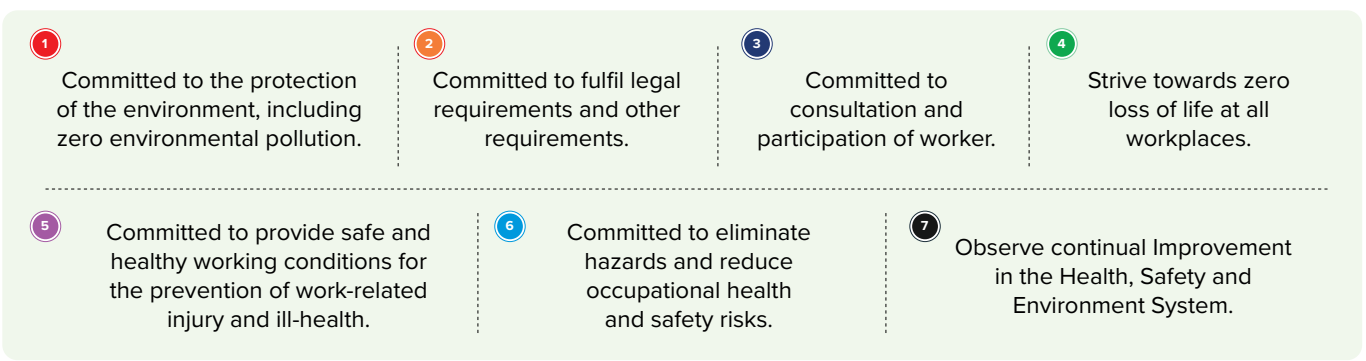 1
Committed to the protection
of the environment, including
zero environmental pollution.
2
Committed to fulfil legal
requirements and other
requirements.
3
Committed to
consultation and
participation of worker.
4
Strive towards zero
loss of life at all
workplaces.
5
Committed to provide safe and
healthy working conditions for
the prevention of work-related
injury and ill-health.
6
Committed to eliminate
hazards and reduce
occupational health
and safety risks.
7
Observe continual Improvement
in the Health, Safety and
Environment System.